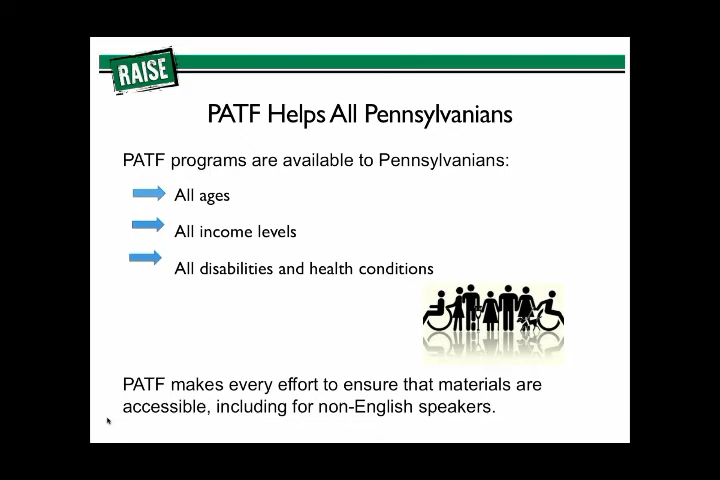 RAISE
PATF Helps All Pennsylvanians
PATF programs are available to Pennsylvanians:
All ages
All income levels
All disabilities and health conditions
PATF makes every effort to ensure that materials are
accessible, including for non-English speakers.